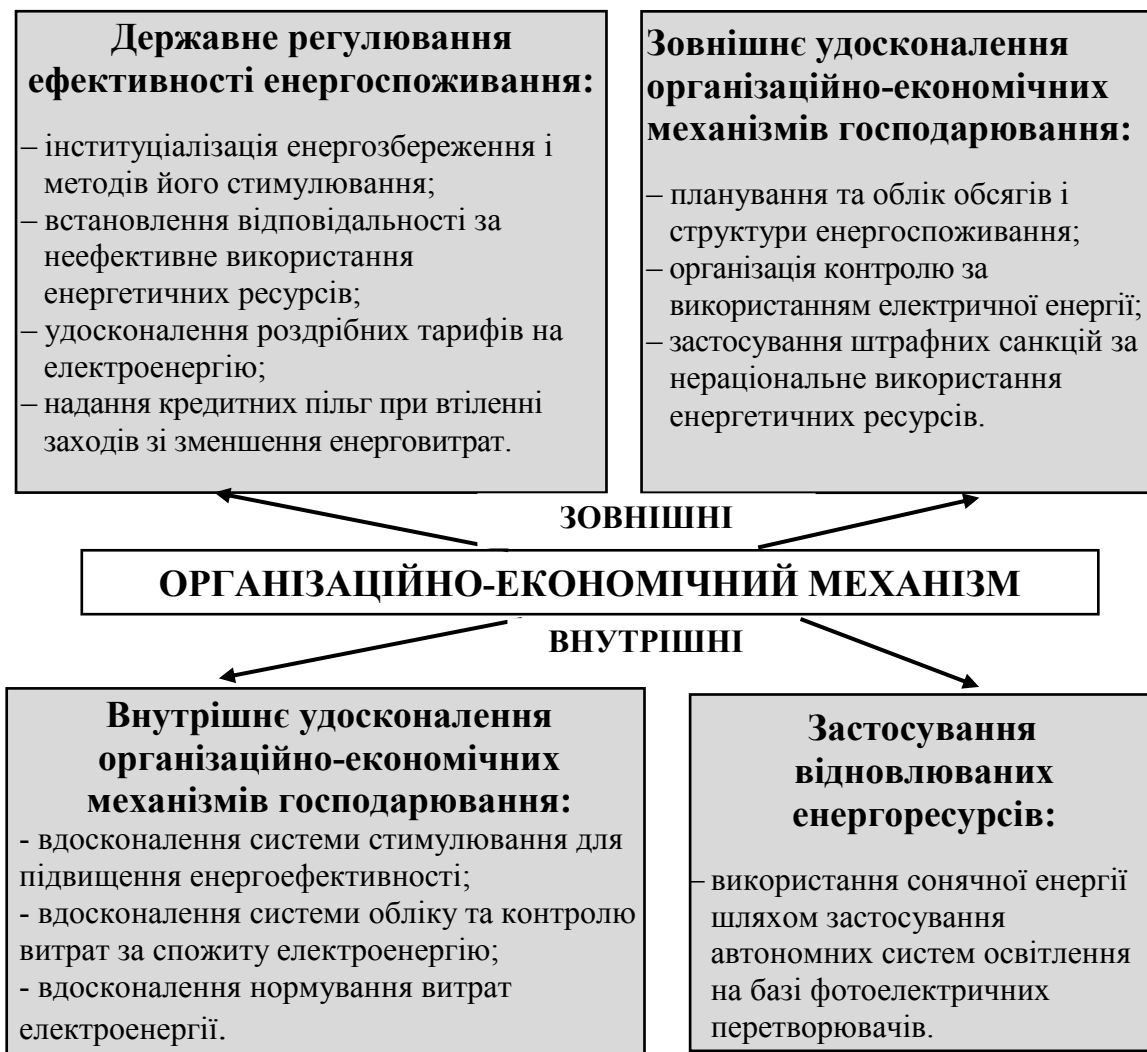 Державне регулювання
ефективності енергоспоживання:
– інституціалізація енергозбереження і
методів його стимулювання;
– встановлення відповідальності за
неефективне використання
енергетичних ресурсів;
– удосконалення роздрібних тарифів на
електроенергію;
– надання кредитних пільг при втіленні
заходів зі зменшення енерговитрат.
Зовнішнє удосконалення
організаційно-економічних
механізмів господарювання:
– планування та облік обсягів і
структури енергоспоживання;
– організація контролю за
використанням електричної енергії;
– застосування штрафних санкцій за
нераціональне використання
енергетичних ресурсів.
ЗОВНІШНІ
ОРГАНІЗАЦІЙНО-ЕКОНОМІЧНИЙ МЕХАНІЗМ
ВНУТРІШНІ
Внутрішнє удосконалення
організаційно-економічних
механізмів господарювання:
- вдосконалення системи стимулювання для
підвищення енергоефективності;
- вдосконалення системи обліку та контролю
витрат за спожиту електроенергію;
- вдосконалення нормування витрат
електроенергії.
Застосування
відновлюваних
енергоресурсів:
– використання сонячної енергії
шляхом застосування
автономних систем освітлення
на базі фотоелектричних
перетворювачів.